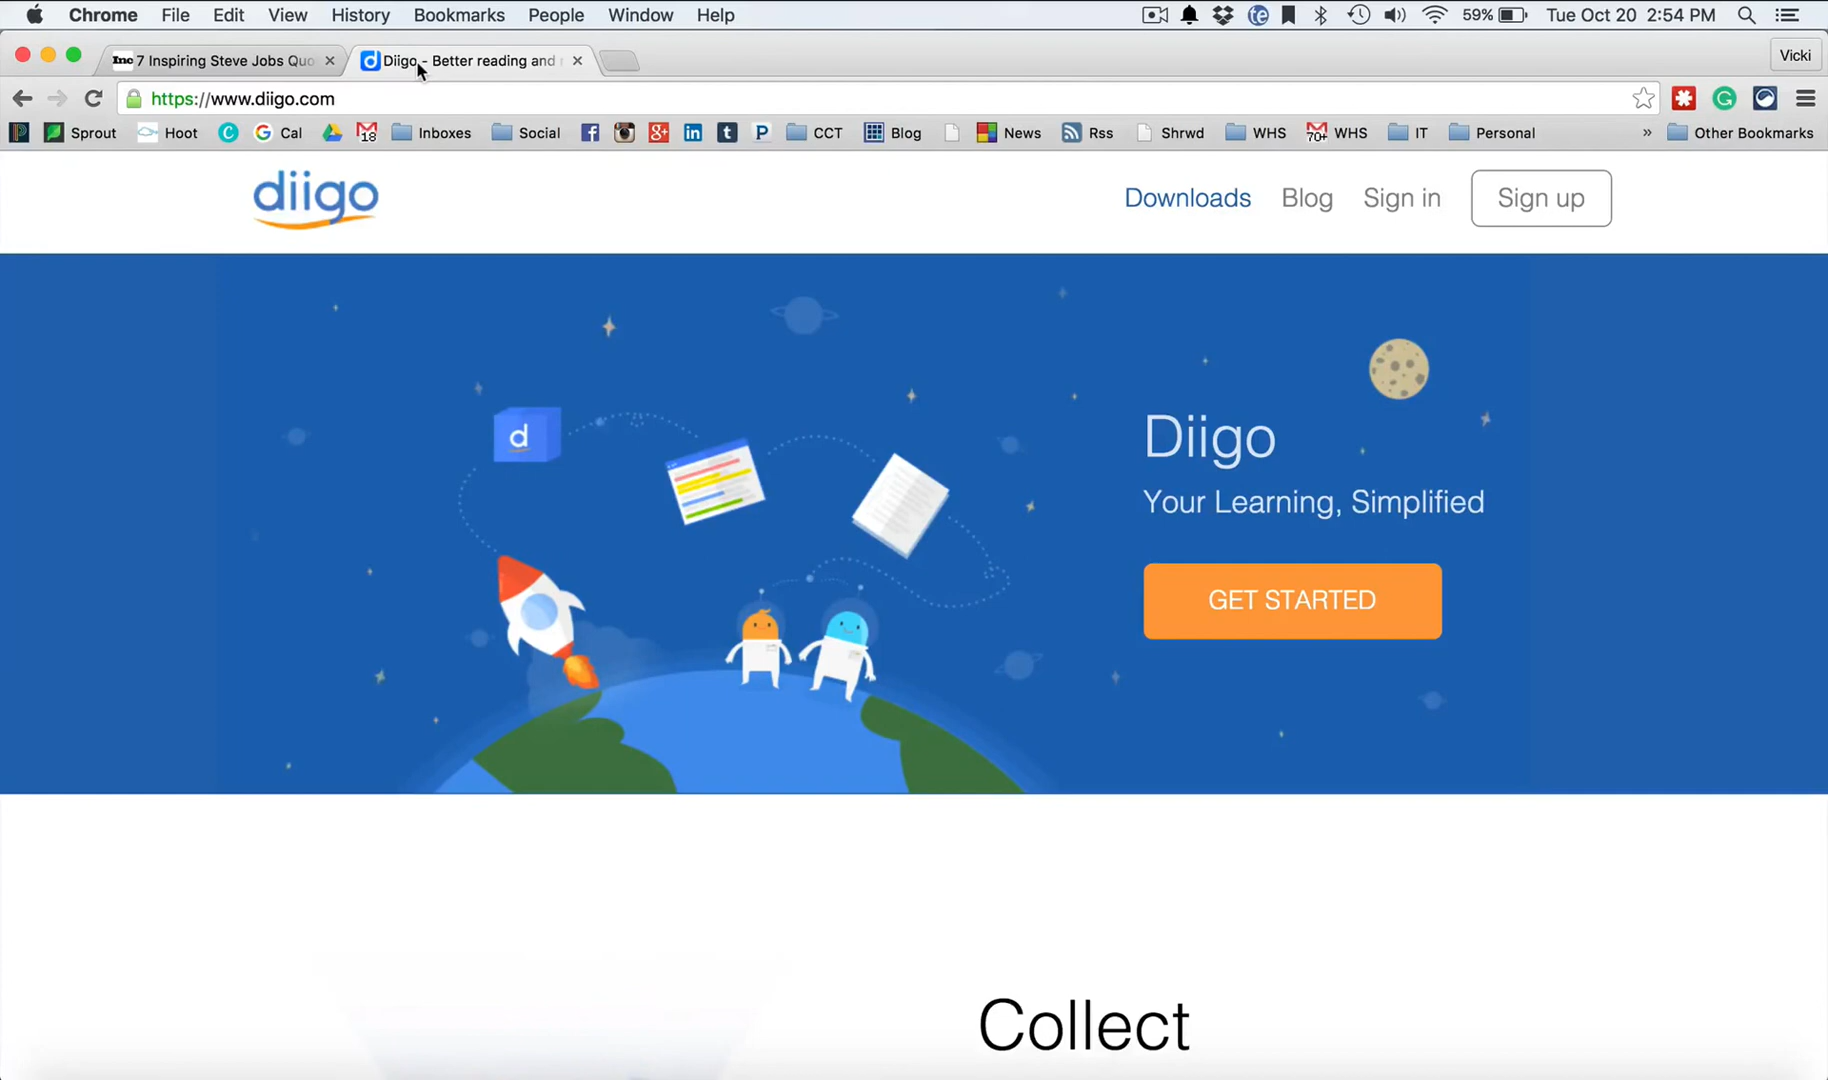 Chrome File Edit View History Bookmarks People Window Help 59% Tue Oct 20 2:54 PM
Inc 7 Inspiring Steve Jobs Quo Diigo - Better reading and Vicki
https://www.diigo.com
Sprout Hoot Cal 18 Inboxes Social CCT Blog News Rss Shrwd WHS 70+ WHS IT Personal » Other Bookmarks
diigo Downloads Blog Sign in Sign up
d
Diigo
Your Learning, Simplified
GET STARTED
Collect